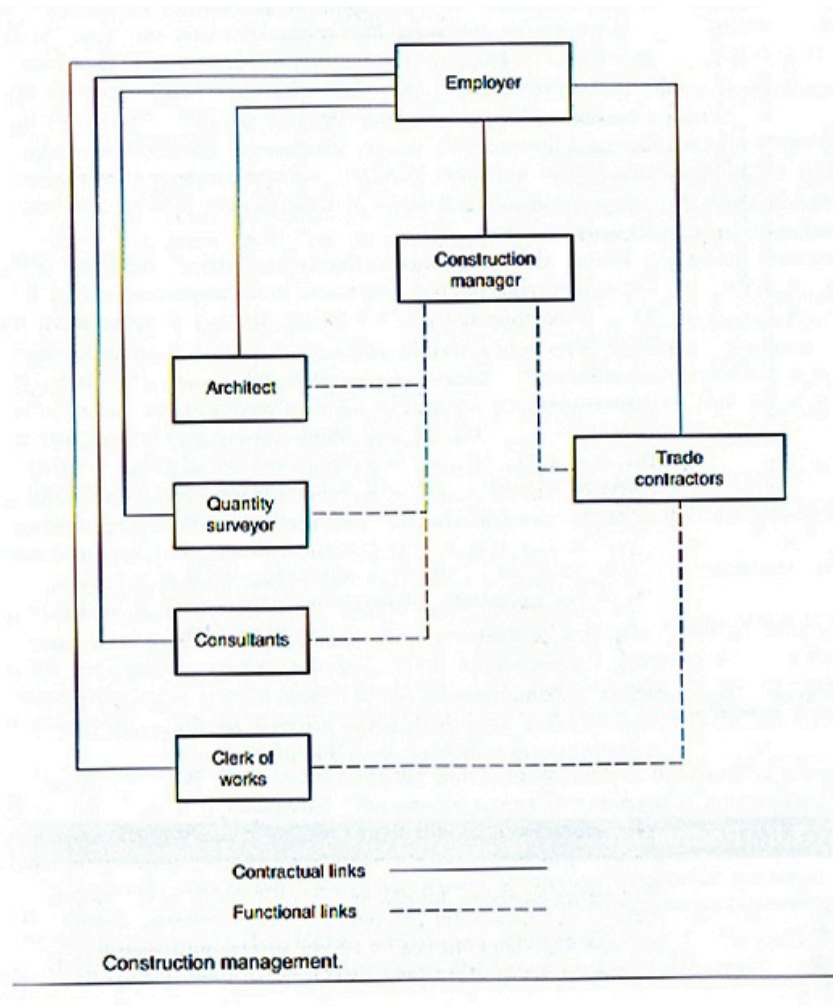 Employer
Construction
manager
Architect
Trade
contractors
Quantity
surveyor
Consultants
Clerk of
works
Contractual links
Functional links
Construction management.